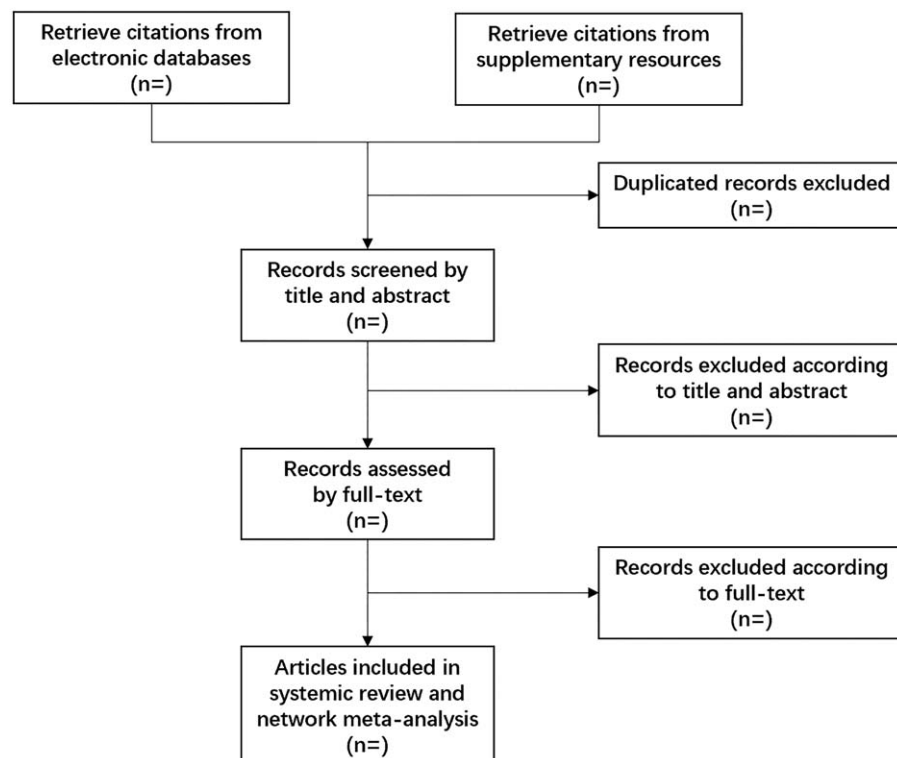 Retrieve citations from
electronic databases
(n=)
Retrieve citations from
supplementary resources
(n=)
Duplicated records excluded
(n=)
Records screened by
title and abstract
(n=)
Records excluded according
to title and abstract
(n=)
Records assessed
by full-text
(n=)
Records excluded according
to full-text
(n=)
Articles included in
systemic review and
network meta-analysis
(n=)